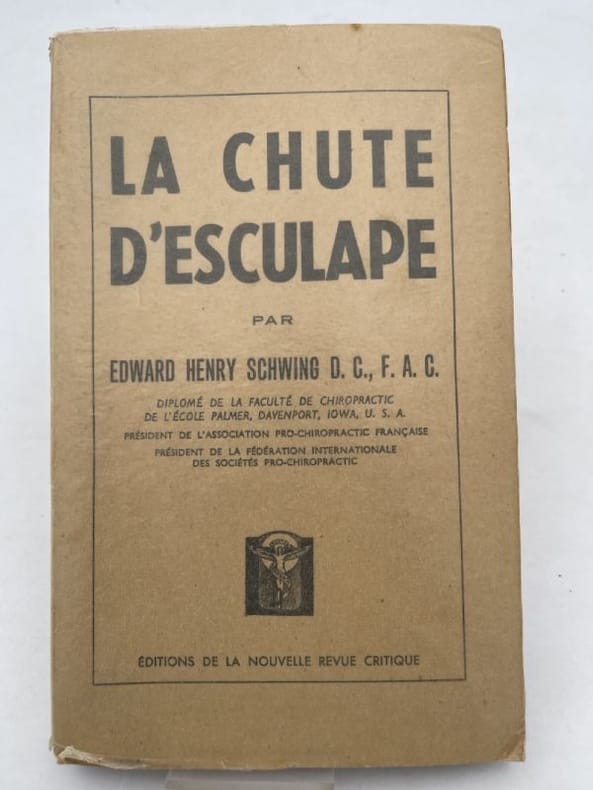 LA CHUTE
D'ESCULAPE
PAR
EDWARD HENRY SCHWING D. C., F. A. C.
DIPLOMÉ DE LA FACULTÉ DE CHIROPRACTIC
DE L'ÉCOLE PALMER, DAVENPORT, IOWA, U. S. A.
PRÉSIDENT DE L'ASSOCIATION PRO-CHIROPRACTIC FRANÇAISE
PRÉSIDENT DE LA FÉDÉRATION INTERNATIONALE
DES SOCIÉTÉS PRO-CHIROPRACTIC
ÉDITIONS DE LA NOUVELLE REVUE CRITIQUE